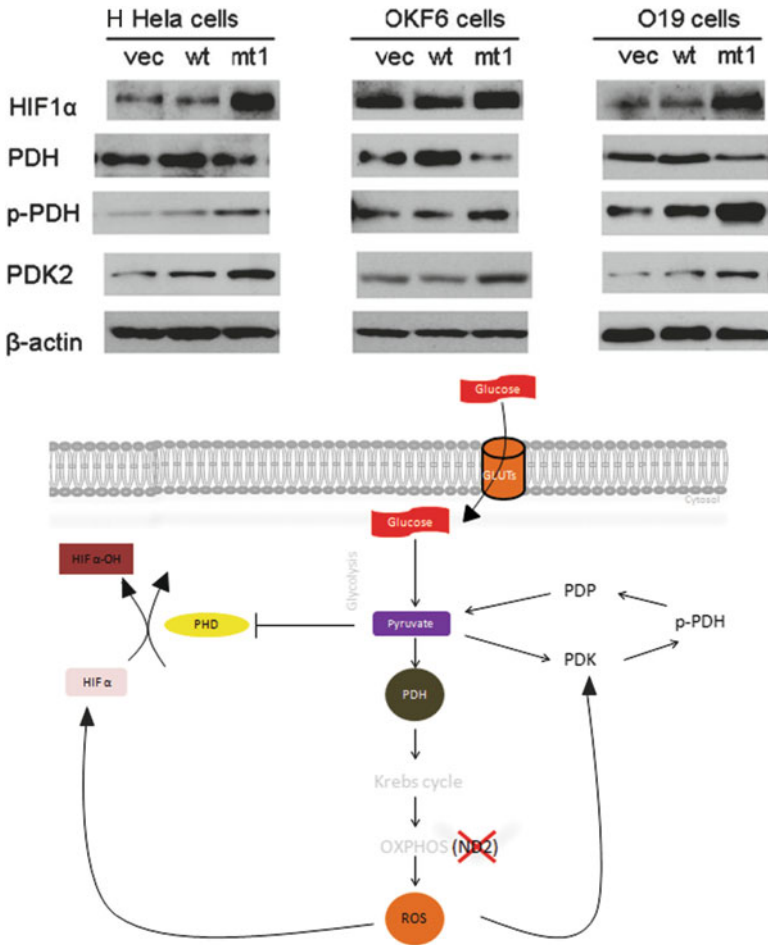 H Hela cells OKF6 cells O19 cells
vec wt mt1 vec wt mt1 vec wt mt1
HIF1α
PDH
p-PDH
PDK2
β-actin
Glucose
GLUTs
Cytosol
Glucose
HIF α-OH
Glycolysis
PDP
PHD
Pyruvate
p-PDH
PDK
HIF α
PDH
Krebs cycle
OXPHOS (ND2)
ROS